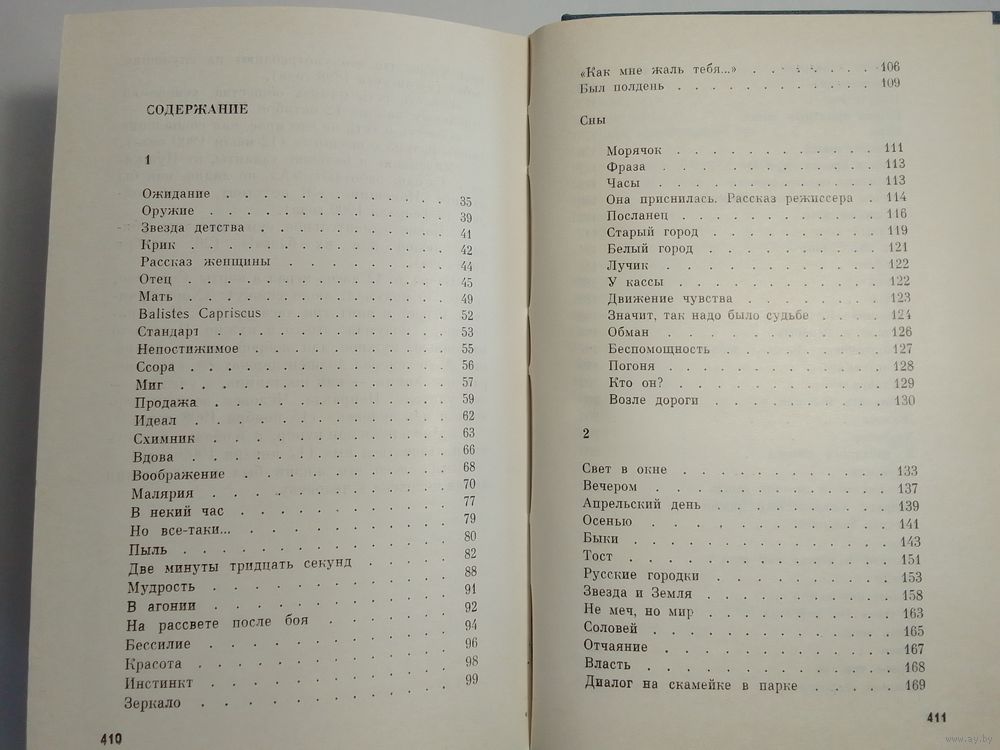 СОДЕРЖАНИЕ
1
Ожидание . . . . . . . . . . . . 35
Оружие . . . . . . . . . . . . 39
Звезда детства . . . . . . . . . . 41
Крик . . . . . . . . . . . . . 42
Рассказ женщины . . . . . . . . . 44
Отец . . . . . . . . . . . . . 45
Мать . . . . . . . . . . . . . 49
Balistes Capriscus . . . . . . . . . 52
Стандарт . . . . . . . . . . . . 53
Непостижимое . . . . . . . . . . 55
Ссора . . . . . . . . . . . . . 56
Миг . . . . . . . . . . . . . 57
Продажа . . . . . . . . . . . . 59
Идеал . . . . . . . . . . . . . 62
Схимник . . . . . . . . . . . . 63
Вдова . . . . . . . . . . . . . 66
Воображение . . . . . . . . . . . 68
Малярия . . . . . . . . . . . . 70
В некий час . . . . . . . . . . . 77
Но все-таки... . . . . . . . . . . . 79
Пыль . . . . . . . . . . . . . 80
Две минуты тридцать секунд . . . . . 82
Мудрость . . . . . . . . . . . . 88
В агонии . . . . . . . . . . . . 91
На рассвете после боя . . . . . . . 92
Бессилие . . . . . . . . . . . . 94
Красота . . . . . . . . . . . . 96
Инстинкт . . . . . . . . . . . . 98
Зеркало . . . . . . . . . . . . 99
410
«Как мне жаль тебя...» . . . . . . . 106
Был полдень . . . . . . . . . . . 109
Сны
Морячок . . . . . . . . . . . 111
Фраза . . . . . . . . . . . . 113
Часы . . . . . . . . . . . . 113
Она приснилась. Рассказ режиссера . 114
Посланец . . . . . . . . . . . 116
Старый город . . . . . . . . . 119
Белый город . . . . . . . . . . 121
Лучик . . . . . . . . . . . . 122
У кассы . . . . . . . . . . . 122
Движение чувства . . . . . . . . 123
Значит, так надо было судьбе . . . . 124
Обман . . . . . . . . . . . . 126
Беспомощность . . . . . . . . . 127
Погоня . . . . . . . . . . . . 128
Кто он? . . . . . . . . . . . 129
Возле дороги . . . . . . . . . . 130
2
Свет в окне . . . . . . . . . . . 133
Вечером . . . . . . . . . . . . 137
Апрельский день . . . . . . . . . 139
Осенью . . . . . . . . . . . . 141
Быки . . . . . . . . . . . . . 143
Тост . . . . . . . . . . . . . 151
Русские городки . . . . . . . . . 153
Звезда и Земля . . . . . . . . . . 158
Не меч, но мир . . . . . . . . . . 163
Соловей . . . . . . . . . . . . 165
Отчаяние . . . . . . . . . . . . 167
Власть . . . . . . . . . . . . . 168
Диалог на скамейке в парке . . . . . 169
411
www.ay.by